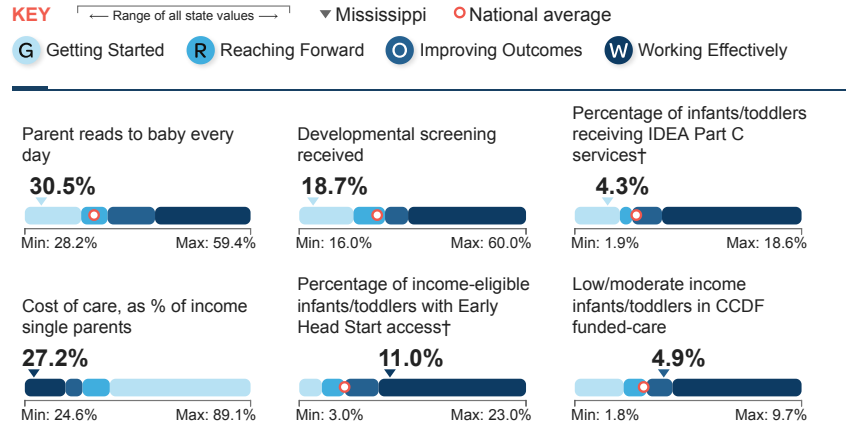 KEY
← Range of all state values →
Mississippi
National average
G Getting Started
R Reaching Forward
O Improving Outcomes
W Working Effectively
Parent reads to baby every
day
30.5%
Min: 28.2%
Max: 59.4%
Developmental screening
received
18.7%
Min: 16.0%
Max: 60.0%
Percentage of infants/toddlers
receiving IDEA Part C
services†
4.3%
Min: 1.9%
Max: 18.6%
Cost of care, as % of income
single parents
27.2%
Min: 24.6%
Max: 89.1%
Percentage of income-eligible
infants/toddlers with Early
Head Start access†
11.0%
Min: 3.0%
Max: 23.0%
Low/moderate income
infants/toddlers in CCDF
funded-care
4.9%
Min: 1.8%
Max: 9.7%